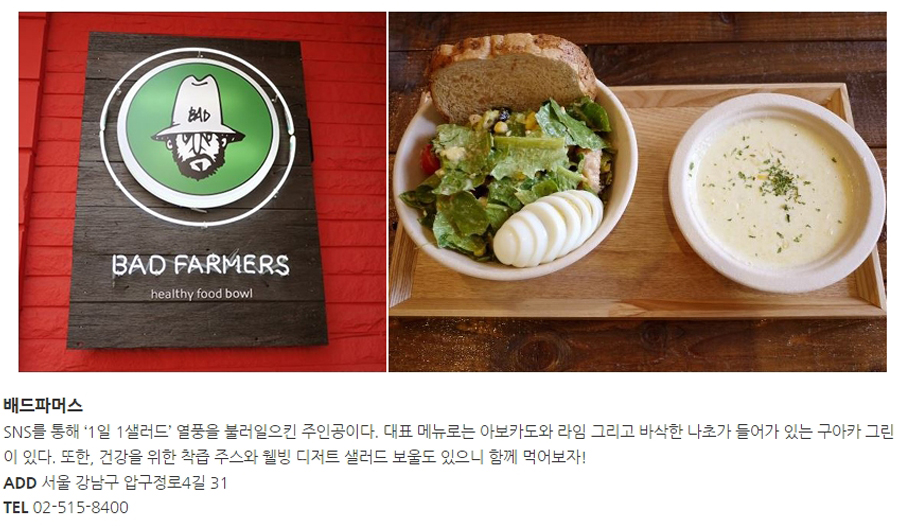 BAD
BAD FARMERS
healthy food bowl
배드파머스
SNS를 통해 ‘1일 1샐러드’ 열풍을 불러일으킨 주인공이다. 대표 메뉴로는 아보카도와 라임 그리고 바삭한 나초가 들어가 있는 구아카 그린
이 있다. 또한, 건강을 위한 착즙 주스와 웰빙 디저트 샐러드 보울도 있으니 함께 먹어보자!
ADD 서울 강남구 압구정로4길 31
TEL 02-515-8400